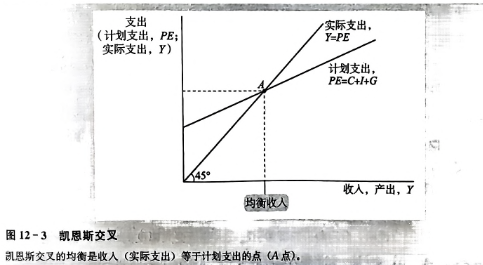 支出
（计划支出，PE；
实际支出，Y）
实际支出，
Y=PE
A
计划支出，
PE=C+I+G
45°
收入，产出，Y
均衡收入
图 12-3 凯恩斯交叉
凯恩斯交叉的均衡是收入（实际支出）等于计划支出的点（A点）。